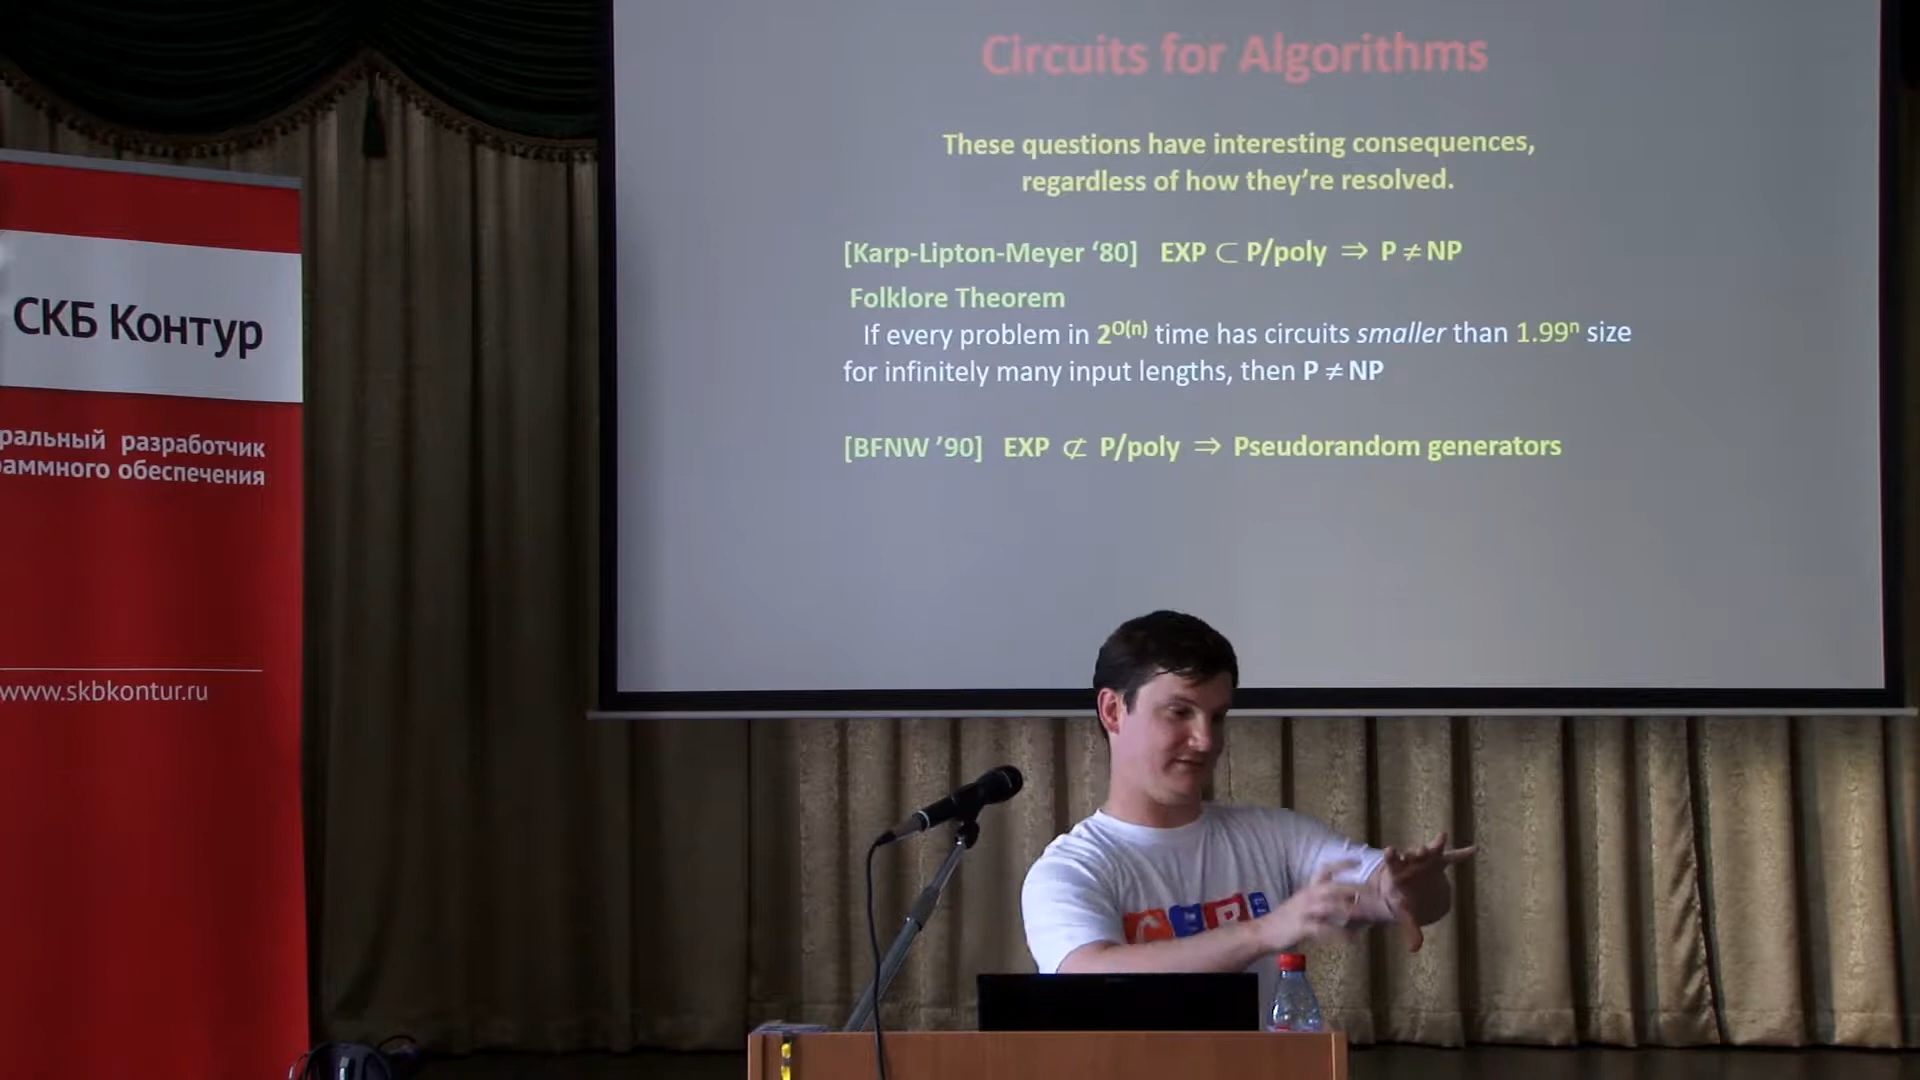 Circuits for Algorithms
These questions have interesting consequences,
regardless of how they’re resolved.
[Karp-Lipton-Meyer ‘80] EXP ⊂ P/poly ⇒ P ≠ NP
Folklore Theorem
If every problem in 2^O(n) time has circuits smaller than 1.99^n size
for infinitely many input lengths, then P ≠ NP
[BFNW ’90] EXP ⊄ P/poly ⇒ Pseudorandom generators
СКБ Контур
ральный разработчик
аммного обеспечения
www.skbkontur.ru